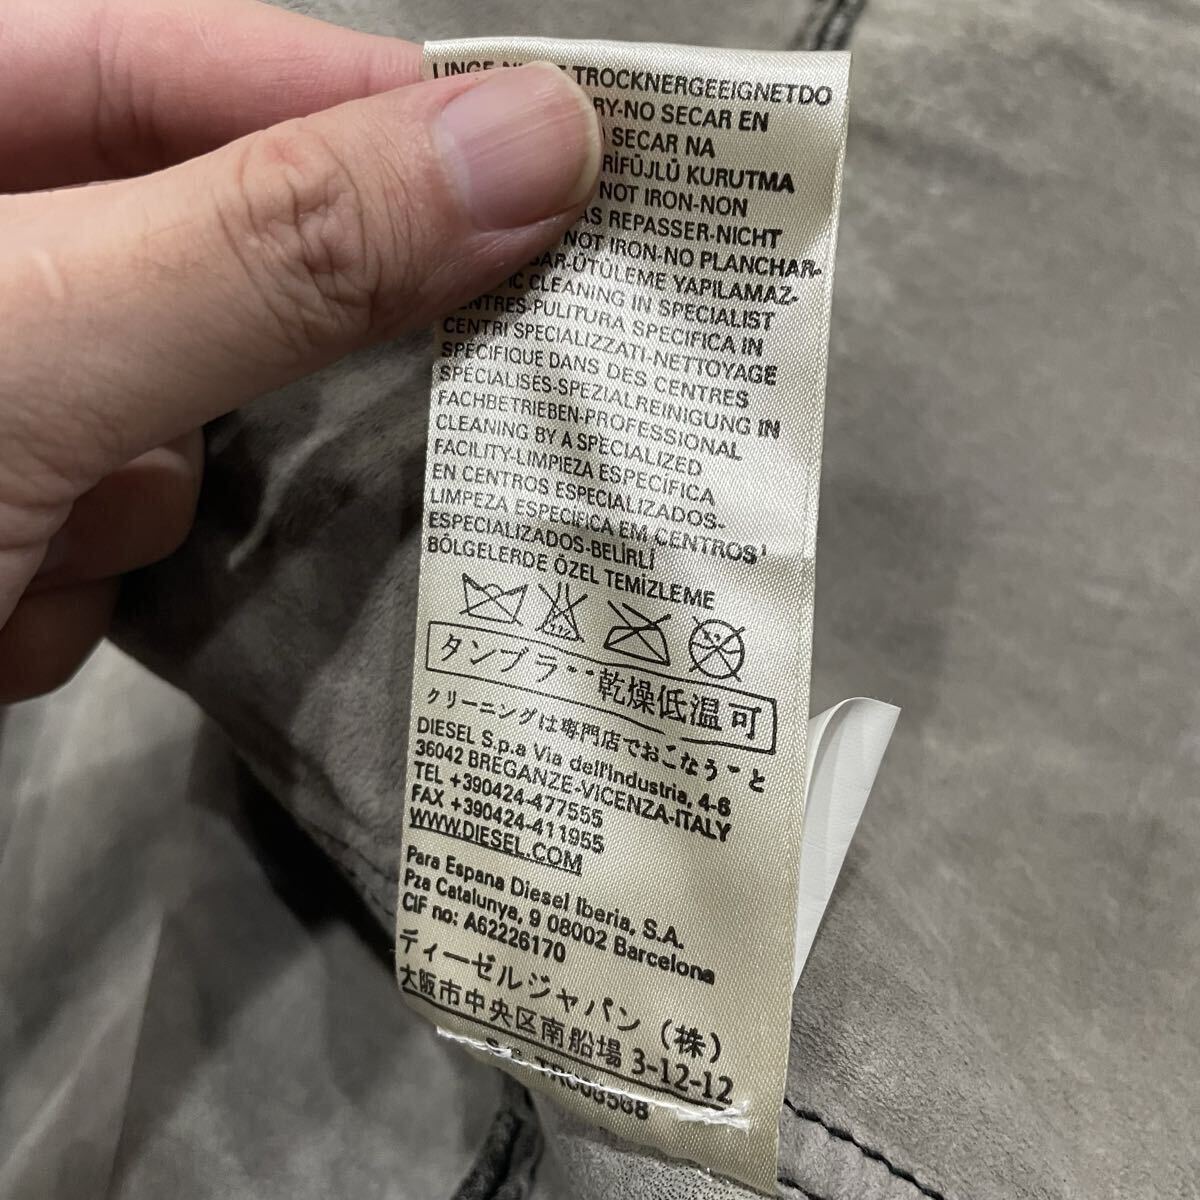 TROCKNERGEEIGNETDO
RY-NO SECAR EN
SECAR NA
KURUTMA
NOT IRON-NON
AS REPASSER-NICHT
NOT IRON-NO PLANCHAR-
ÜTÜLEME YAPILAMAZ-
IC CLEANING IN SPECIALIST
NTRES-PULITURA SPECIFICA IN
CENTRI SPECIALIZZATI-NETTOYAGE
SPÉCIFIQUE DANS DES CENTRES
SPÉCIALISÉS-SPEZIALREINIGUNG IN
FACHBETRIEBEN-PROFESSIONAL
CLEANING BY A SPECIALIZED
FACILITY-LIMPIEZA ESPECÍFICA
EN CENTROS ESPECIALIZADOS-
LIMPEZA ESPECÍFICA EM CENTROS
ESPECIALIZADOS-BELİRLİ
BÖLGELERDE ÖZEL TEMİZLEME
タンブラー乾燥低温可
クリーニングは専門店でおこなうーと
DIESEL S.p.a Via dell'Industria, 4-6
36042 BREGANZE-VICENZA-ITALY
TEL +390424-477555
FAX +390424-411955
WWW.DIESEL.COM
Para Espana Diesel Iberia, S.A.
Pza Catalunya, 9 08002 Barcelona
CIF no: A62226170
ディーゼルジャパン（株）
大阪市中央区南船場 3-12-12